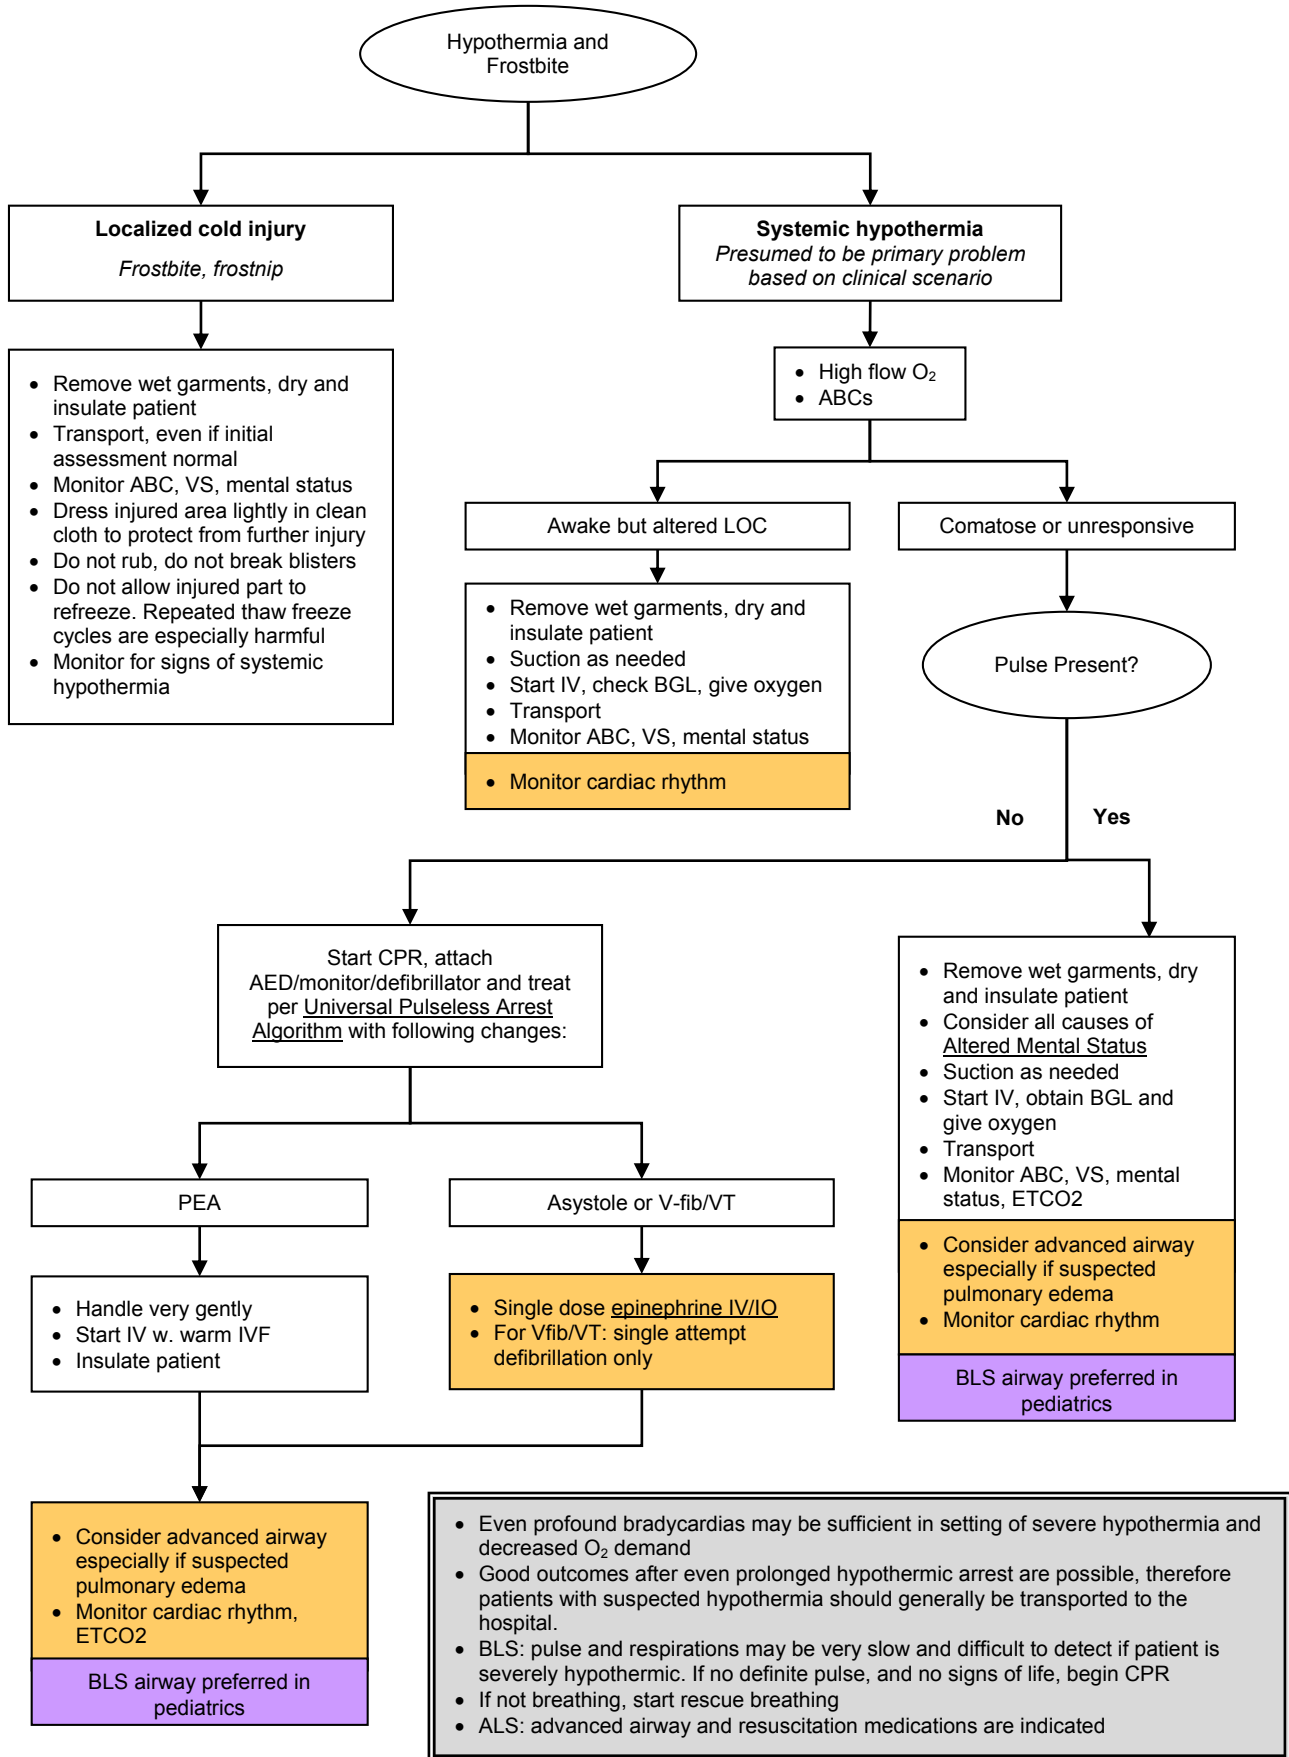 Hypothermia and
Frostbite
Localized cold injury
Frostbite, frostnip
Systemic hypothermia
Presumed to be primary problem
based on clinical scenario
• Remove wet garments, dry and
insulate patient
• Transport, even if initial
assessment normal
• Monitor ABC, VS, mental status
• Dress injured area lightly in clean
cloth to protect from further injury
• Do not rub, do not break blisters
• Do not allow injured part to
refreeze. Repeated thaw freeze
cycles are especially harmful
• Monitor for signs of systemic
hypothermia
• High flow O₂
• ABCs
Awake but altered LOC
Comatose or unresponsive
• Remove wet garments, dry and
insulate patient
• Suction as needed
• Start IV, check BGL, give oxygen
• Transport
• Monitor ABC, VS, mental status
• Monitor cardiac rhythm
Pulse Present?
No
Yes
Start CPR, attach
AED/monitor/defibrillator and treat
per Universal Pulseless Arrest
Algorithm with following changes:
• Remove wet garments, dry
and insulate patient
• Consider all causes of
Altered Mental Status
• Suction as needed
• Start IV, obtain BGL and
give oxygen
• Transport
• Monitor ABC, VS, mental
status, ETCO2
• Consider advanced airway
especially if suspected
pulmonary edema
• Monitor cardiac rhythm
BLS airway preferred in
pediatrics
PEA
Asystole or V-fib/VT
• Handle very gently
• Start IV w. warm IVF
• Insulate patient
• Single dose epinephrine IV/IO
• For Vfib/VT: single attempt
defibrillation only
• Consider advanced airway
especially if suspected
pulmonary edema
• Monitor cardiac rhythm,
ETCO2
BLS airway preferred in
pediatrics
• Even profound bradycardias may be sufficient in setting of severe hypothermia and
decreased O₂ demand
• Good outcomes after even prolonged hypothermic arrest are possible, therefore
patients with suspected hypothermia should generally be transported to the
hospital.
• BLS: pulse and respirations may be very slow and difficult to detect if patient is
severely hypothermic. If no definite pulse, and no signs of life, begin CPR
• If not breathing, start rescue breathing
• ALS: advanced airway and resuscitation medications are indicated